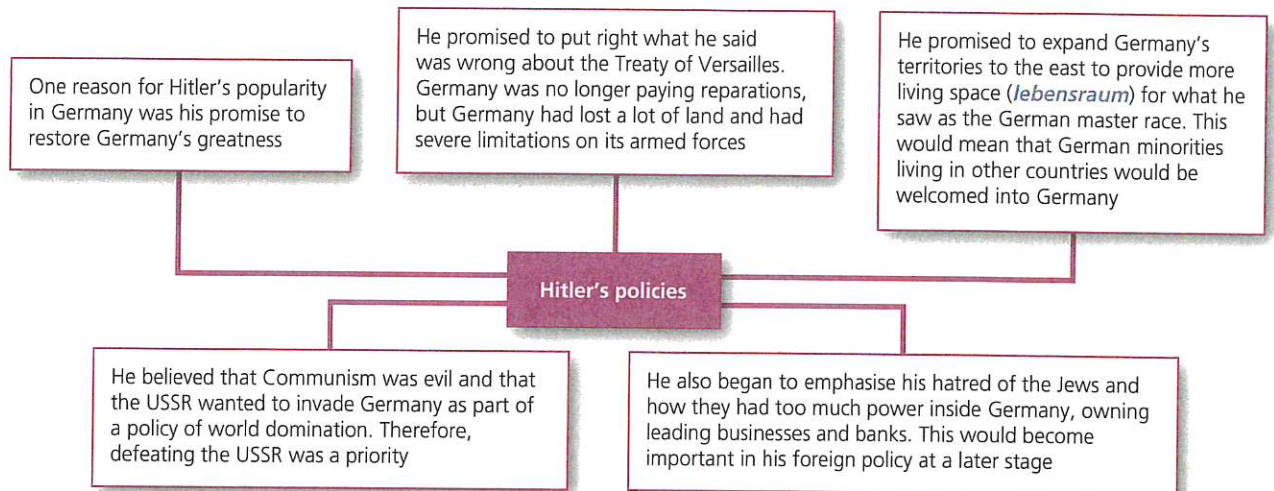 One reason for Hitler's popularity
in Germany was his promise to
restore Germany's greatness
He promised to put right what he said
was wrong about the Treaty of Versailles.
Germany was no longer paying reparations,
but Germany had lost a lot of land and had
severe limitations on its armed forces
He promised to expand Germany's
territories to the east to provide more
living space (lebensraum) for what he
saw as the German master race. This
would mean that German minorities
living in other countries would be
welcomed into Germany
Hitler's policies
He believed that Communism was evil and that
the USSR wanted to invade Germany as part of
a policy of world domination. Therefore,
defeating the USSR was a priority
He also began to emphasise his hatred of the Jews and
how they had too much power inside Germany, owning
leading businesses and banks. This would become
important in his foreign policy at a later stage